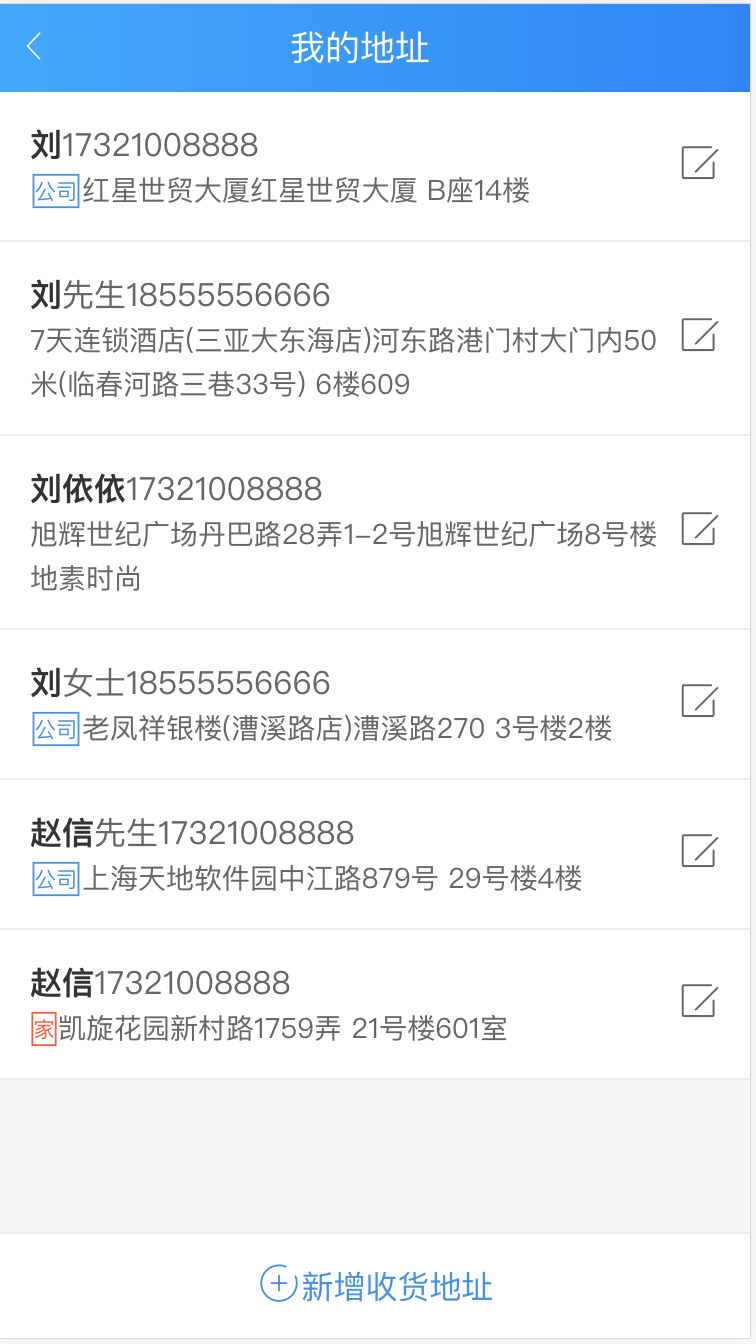 我的地址
刘17321008888
公司红星世贸大厦红星世贸大厦 B座14楼
刘先生18555556666
7天连锁酒店(三亚大东海店)河东路港门村大门内50
米(临春河路三巷33号) 6楼609
刘依依17321008888
旭辉世纪广场丹巴路28弄1-2号旭辉世纪广场8号楼
地素时尚
刘女士18555556666
公司老凤祥银楼(漕溪路店)漕溪路270 3号楼2楼
赵信先生17321008888
公司上海天地软件园中江路879号 29号楼4楼
赵信17321008888
家凯旋花园新村路1759弄 21号楼601室
新增收货地址